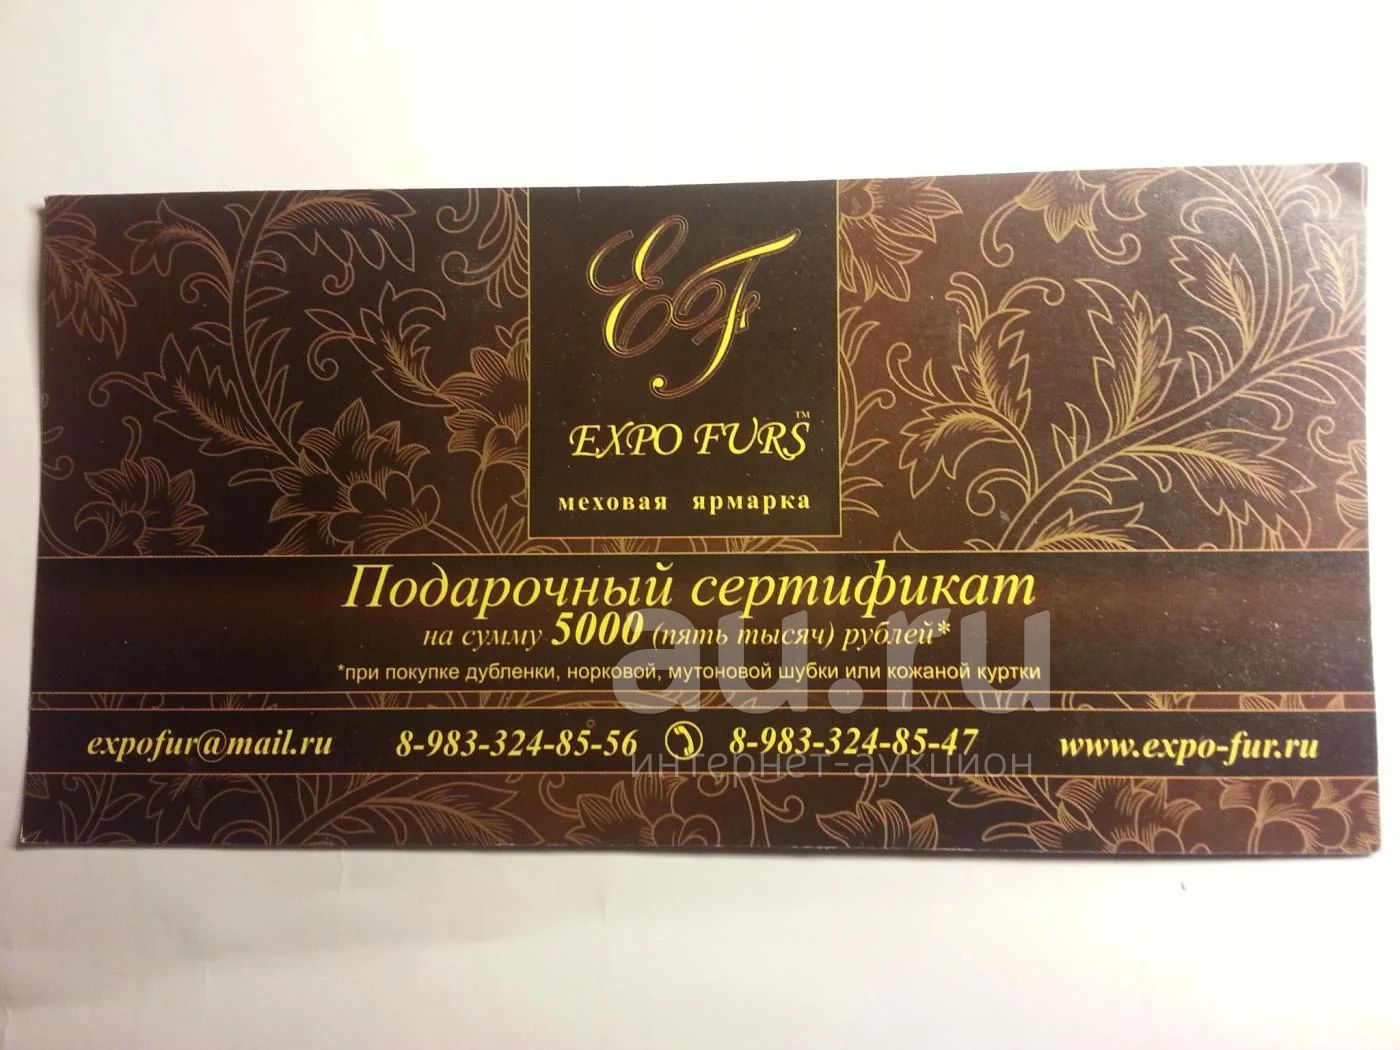 EF
EXPO FURS™
меховая ярмарка
Подарочный сертификат
на сумму 5000 (пять тысяч) рублей*
*при покупке дубленки, норковой, мутоновой шубки или кожаной куртки
expofur@mail.ru 8-983-324-85-56 8-983-324-85-47 www.expo-fur.ru
au.ru
интернет-аукцион